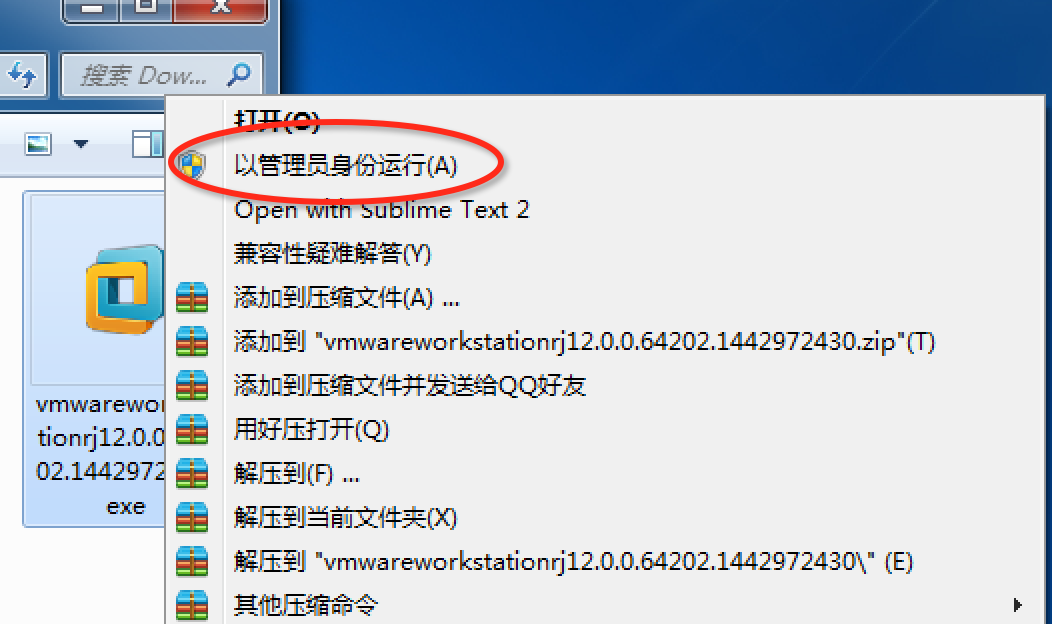 搜索 Dow...
打开(O)
以管理员身份运行(A)
Open with Sublime Text 2
兼容性疑难解答(Y)
添加到压缩文件(A) ...
添加到 "vmwareworkstationrj12.0.0.64202.1442972430.zip"(T)
添加到压缩文件并发送给QQ好友
用好压打开(Q)
解压到(F) ...
解压到当前文件夹(X)
解压到 "vmwareworkstationrj12.0.0.64202.1442972430\" (E)
其他压缩命令
vmwarewor
tionrj12.0.0
02.1442972
exe